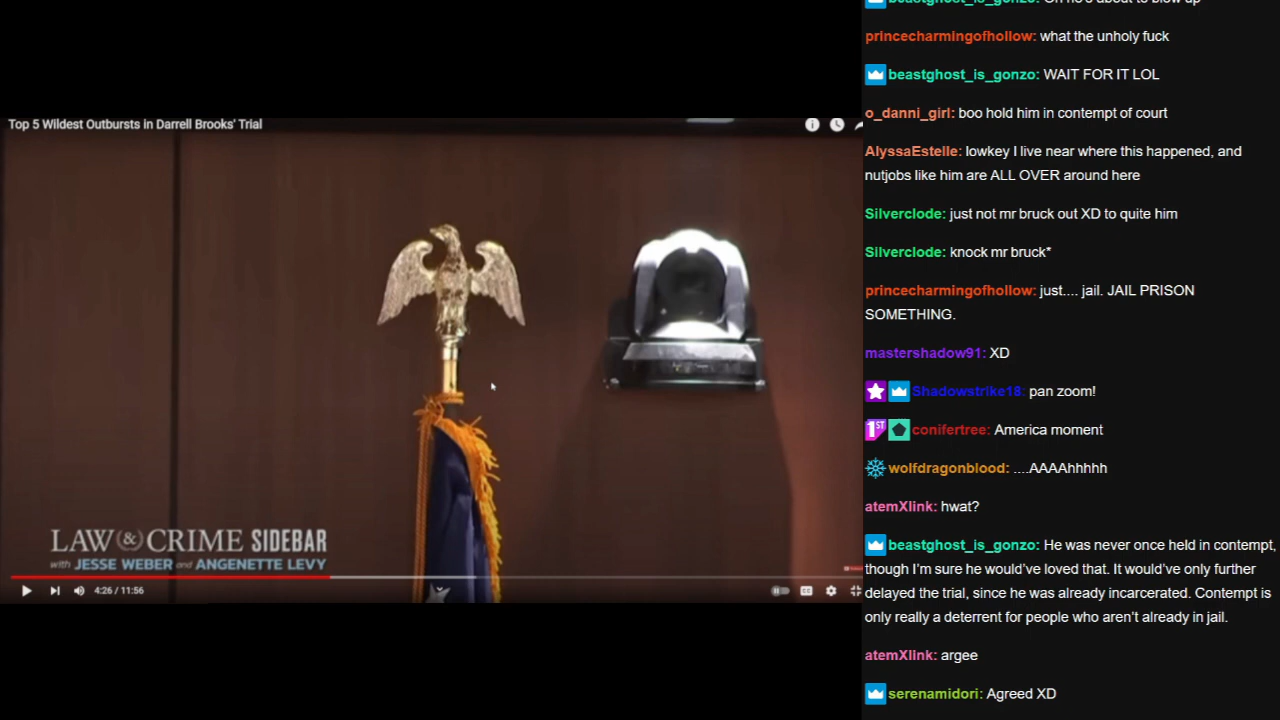 Top 5 Wildest Outbursts in Darrell Brooks' Trial
LAW & CRIME SIDEBAR
with JESSE WEBER and ANGENETTE LEVY
4:26 / 11:56
princecharmingofhollow: what the unholy fuck
beastghost_is_gonzo: WAIT FOR IT LOL
o_danni_girl: boo hold him in contempt of court
AlyssaEstelle: lowkey I live near where this happened, and
nutjobs like him are ALL OVER around here
Silverclode: just not mr bruck out XD to quite him
Silverclode: knock mr bruck*
princecharmingofhollow: just.... jail. JAIL PRISON
SOMETHING.
mastershadow91: XD
Shadowstrike18: pan zoom!
1ST conifertree: America moment
wolfdragonblood: ....AAAAhhhhh
atemXlink: hwat?
beastghost_is_gonzo: He was never once held in contempt,
though I'm sure he would've loved that. It would've only further
delayed the trial, since he was already incarcerated. Contempt is
only really a deterrent for people who aren't already in jail.
atemXlink: argee
serenamidori: Agreed XD